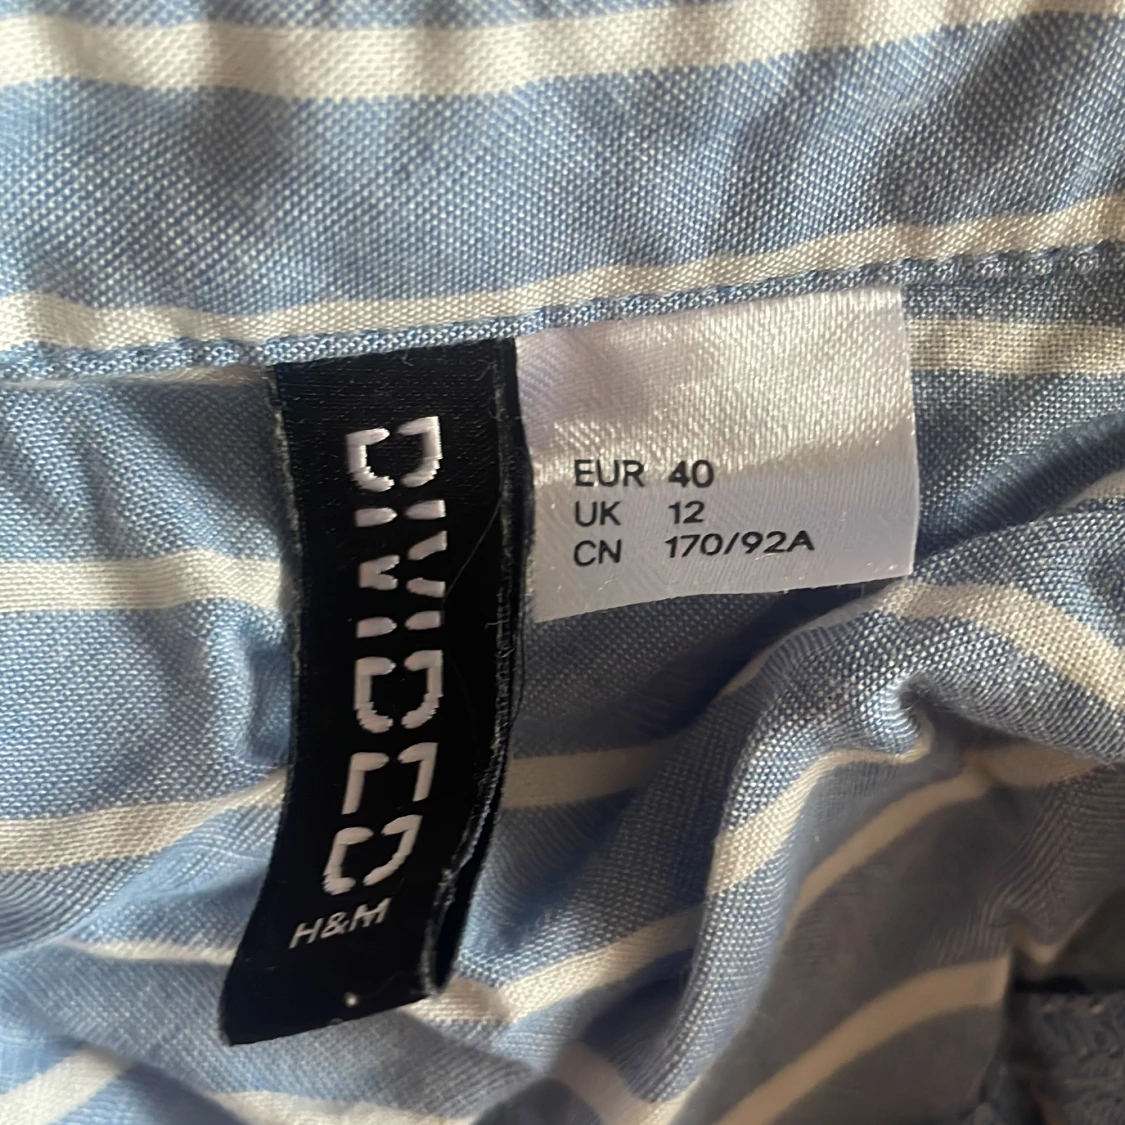 DIVIDED
H&M
EUR 40
UK 12
CN 170/92A